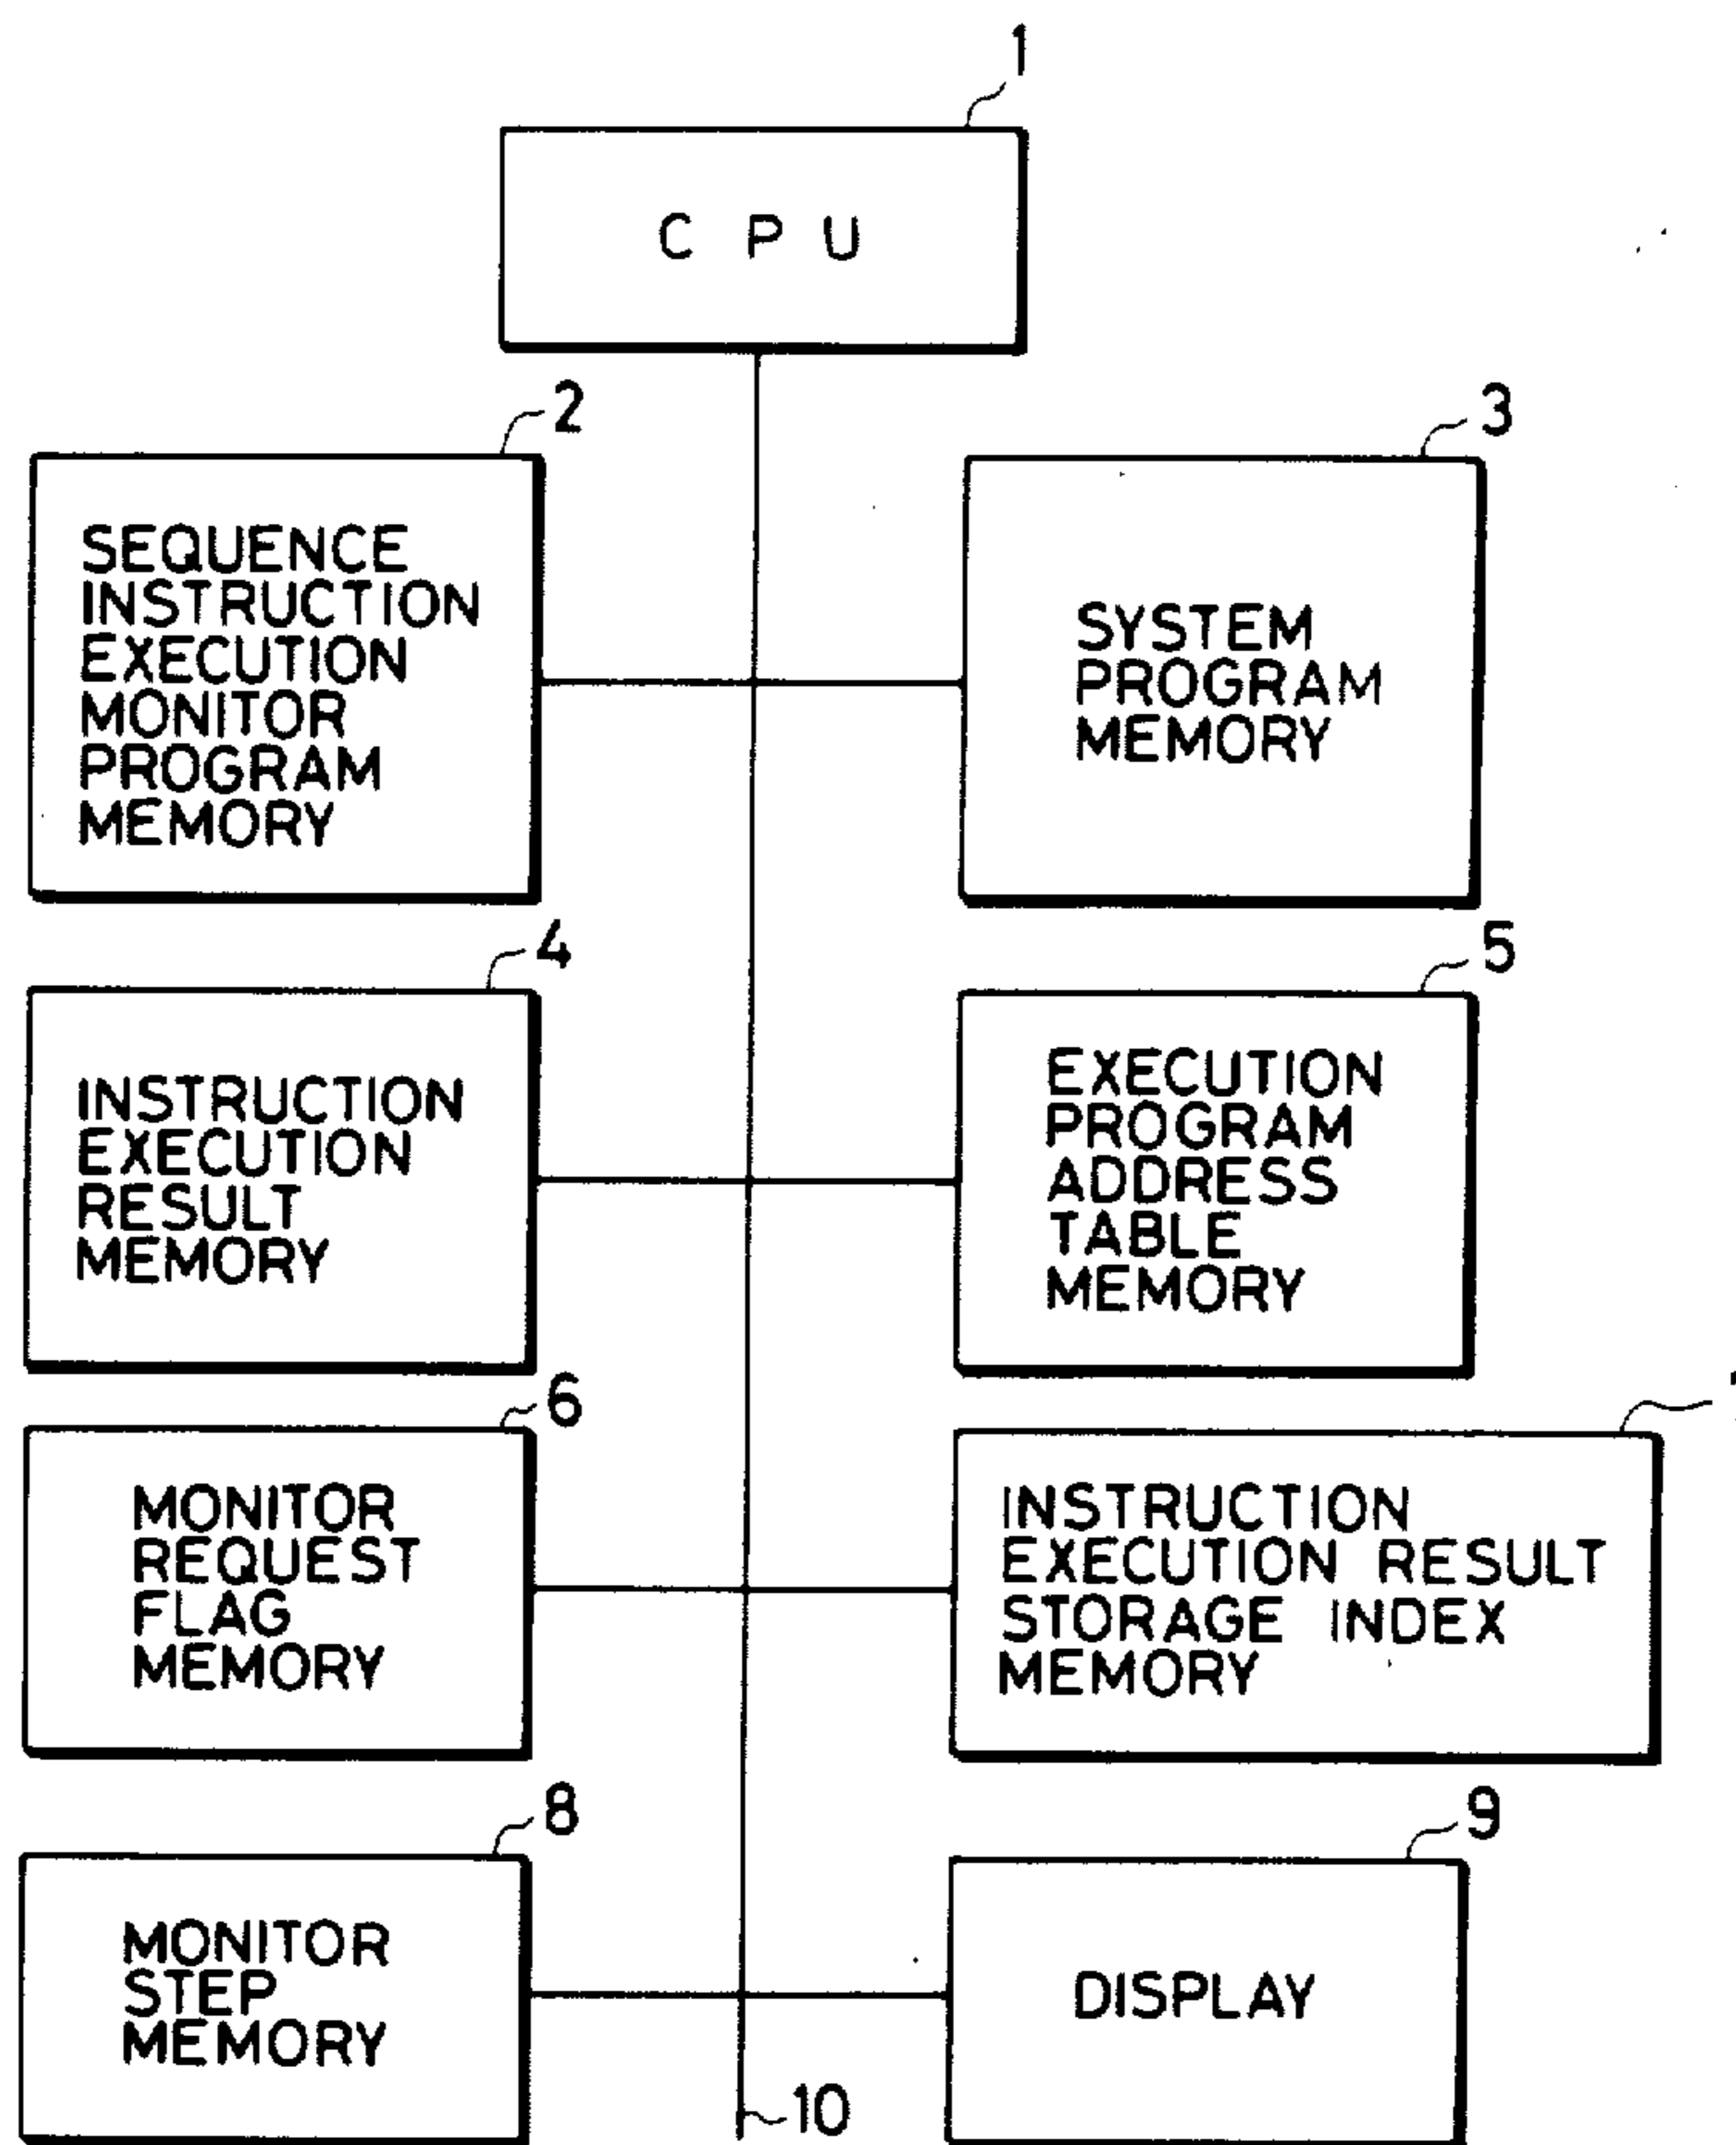 1
C P U
2
SEQUENCE
INSTRUCTION
EXECUTION
MONITOR
PROGRAM
MEMORY
3
SYSTEM
PROGRAM
MEMORY
4
INSTRUCTION
EXECUTION
RESULT
MEMORY
5
EXECUTION
PROGRAM
ADDRESS
TABLE
MEMORY
6
MONITOR
REQUEST
FLAG
MEMORY
INSTRUCTION
EXECUTION RESULT
STORAGE INDEX
MEMORY
8
MONITOR
STEP
MEMORY
9
DISPLAY
10